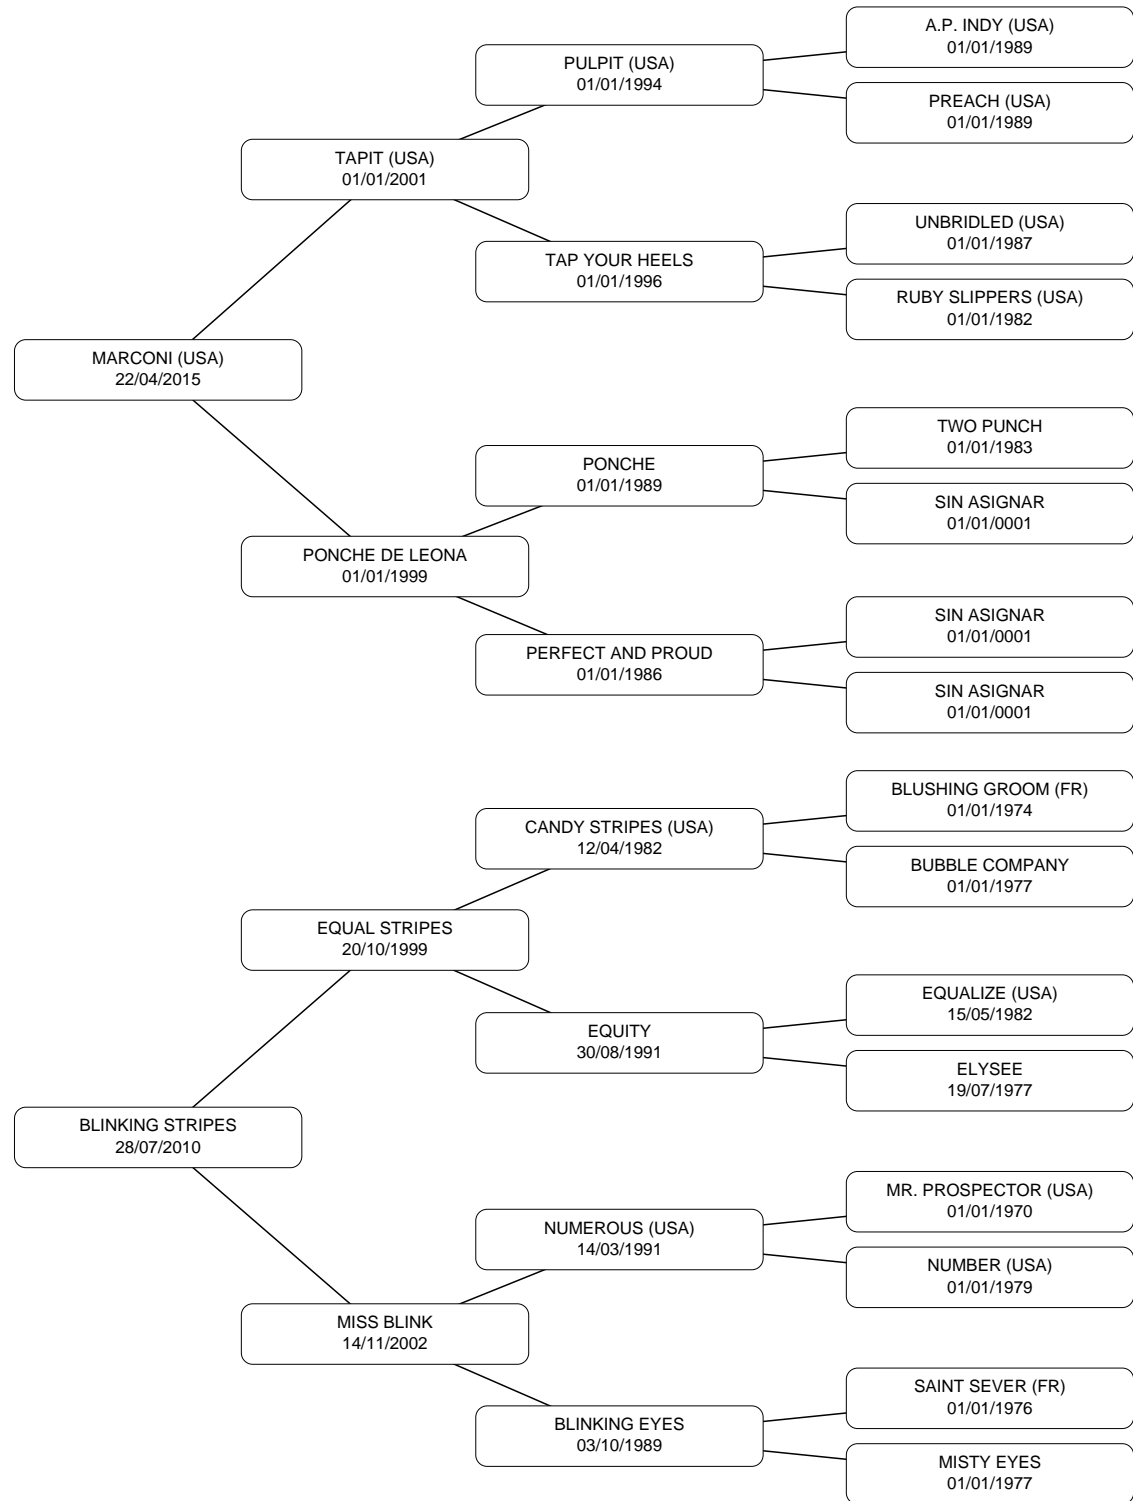 A.P. INDY (USA)
01/01/1989
PULPIT (USA)
01/01/1994
PREACH (USA)
01/01/1989
TAPIT (USA)
01/01/2001
UNBRIDLED (USA)
01/01/1987
TAP YOUR HEELS
01/01/1996
RUBY SLIPPERS (USA)
01/01/1982
MARCONI (USA)
22/04/2015
TWO PUNCH
01/01/1983
PONCHE
01/01/1989
SIN ASIGNAR
01/01/0001
PONCHE DE LEONA
01/01/1999
SIN ASIGNAR
01/01/0001
PERFECT AND PROUD
01/01/1986
SIN ASIGNAR
01/01/0001
BLUSHING GROOM (FR)
01/01/1974
CANDY STRIPES (USA)
12/04/1982
BUBBLE COMPANY
01/01/1977
EQUAL STRIPES
20/10/1999
EQUALIZE (USA)
15/05/1982
EQUITY
30/08/1991
ELYSEE
19/07/1977
BLINKING STRIPES
28/07/2010
MR. PROSPECTOR (USA)
01/01/1970
NUMEROUS (USA)
14/03/1991
NUMBER (USA)
01/01/1979
MISS BLINK
14/11/2002
SAINT SEVER (FR)
01/01/1976
BLINKING EYES
03/10/1989
MISTY EYES
01/01/1977